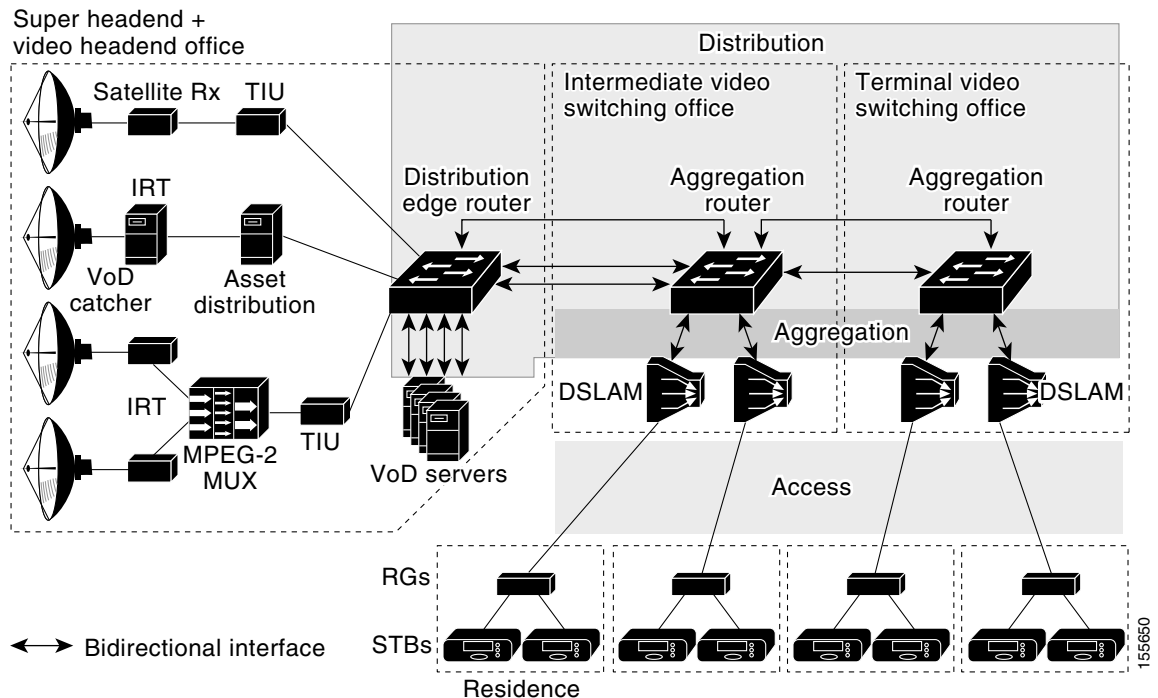 Super headend +
video headend office
Distribution
Intermediate video
switching office
Terminal video
switching office
Satellite Rx
TIU
IRT
Distribution
edge router
Aggregation
router
Aggregation
router
VoD
catcher
Asset
distribution
Aggregation
IRT
DSLAM
DSLAM
MPEG-2
MUX
TIU
VoD servers
Access
RGs
STBs
Bidirectional interface
Residence
155650